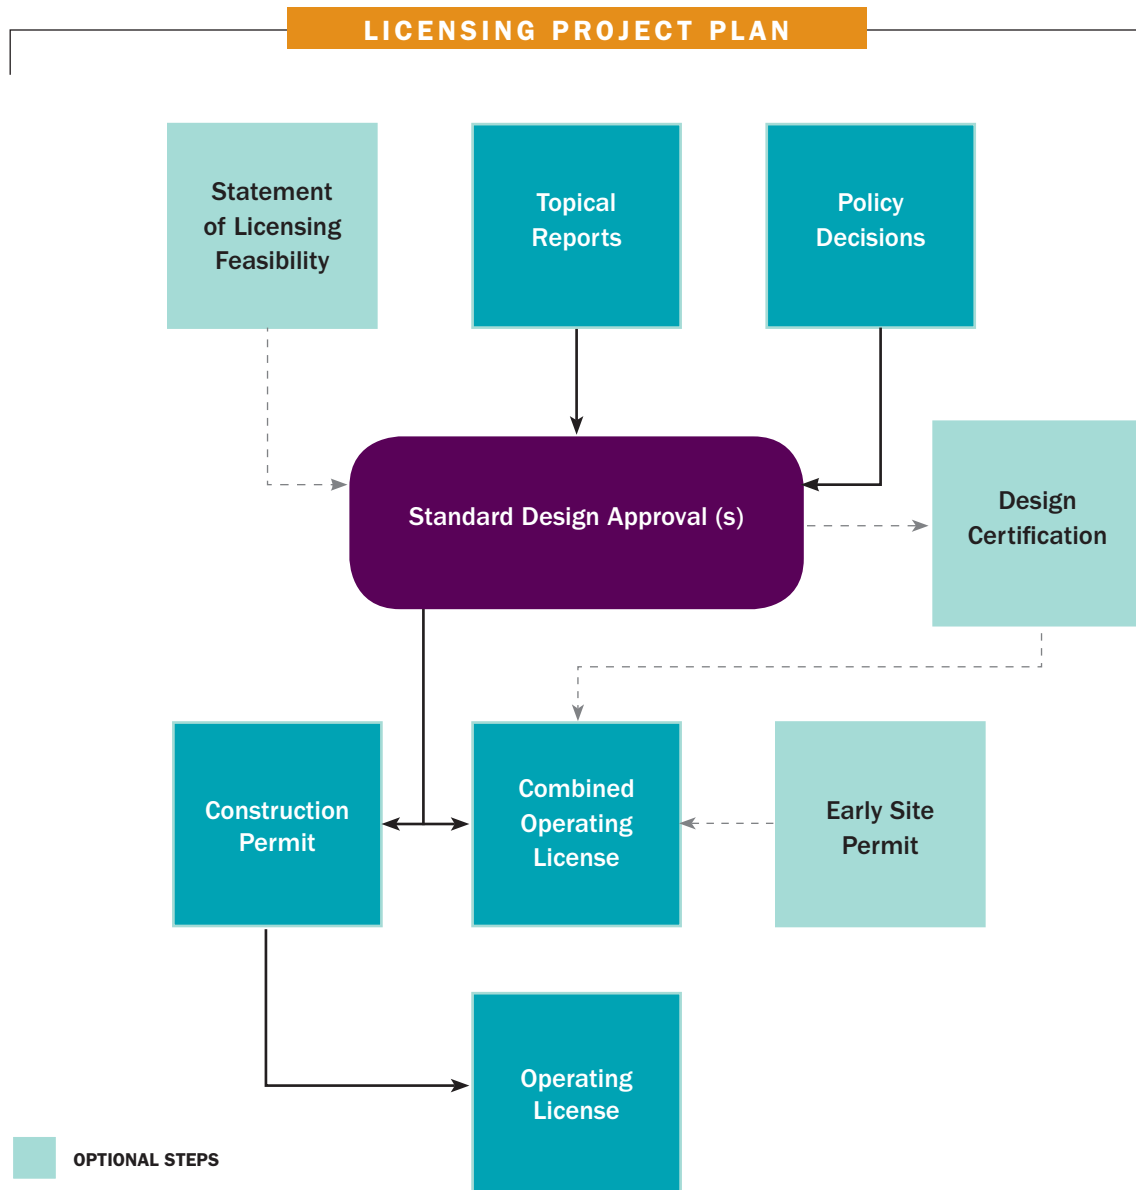 LICENSING PROJECT PLAN
Statement
of Licensing
Feasibility
Topical
Reports
Policy
Decisions
Standard Design Approval (s)
Design
Certification
Construction
Permit
Combined
Operating
License
Early Site
Permit
Operating
License
OPTIONAL STEPS